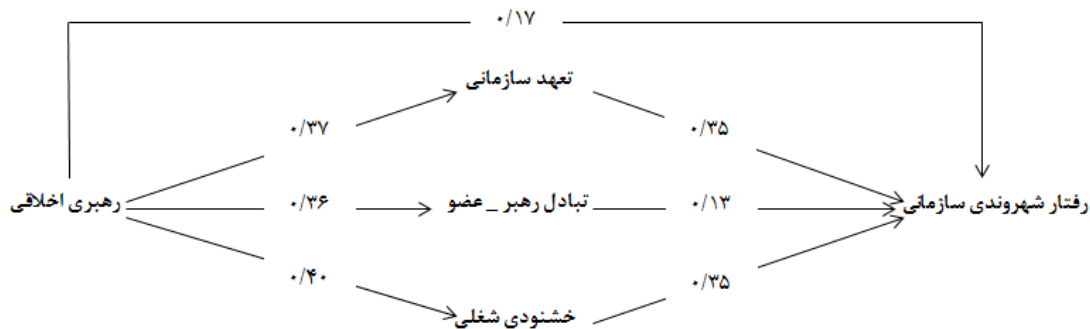 ۰/۱۷
تعهد سازمانی
۰/۳۷
۰/۳۵
رهبری اخلاقی
۰/۳۶
تبادل رهبر _ عضو
۰/۱۳
رفتار شهروندی سازمانی
۰/۴۰
۰/۳۵
خشنودی شغلی